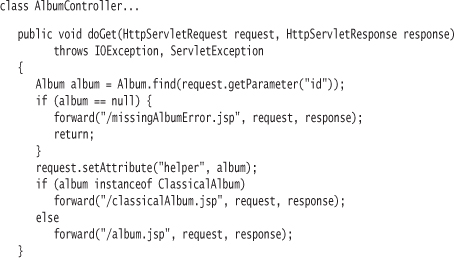 class AlbumController...
public void doGet(HttpServletRequest request, HttpServletResponse response)
throws IOException, ServletException
{
Album album = Album.find(request.getParameter("id"));
if (album == null) {
forward("/missingAlbumError.jsp", request, response);
return;
}
request.setAttribute("helper", album);
if (album instanceof ClassicalAlbum)
forward("/classicalAlbum.jsp", request, response);
else
forward("/album.jsp", request, response);
}